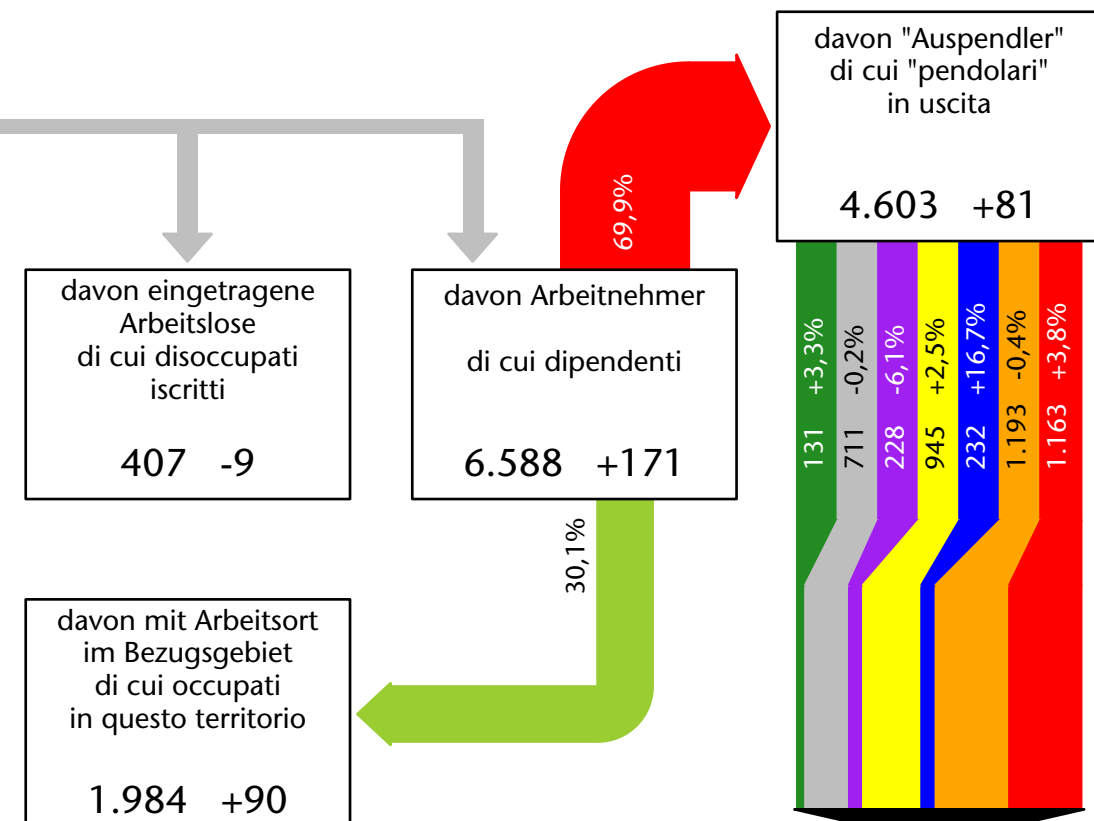 davon "Auspendler"
di cui "pendolari"
in uscita
4.603 +81
69,9%
davon eingetragene
Arbeitslose
di cui disoccupati
iscritti
407 -9
davon Arbeitnehmer
di cui dipendenti
6.588 +171
131 +3,3%
711 -0,2%
228 -6,1%
945 +2,5%
232 +16,7%
1.193 -0,4%
1.163 +3,8%
30,1%
davon mit Arbeitsort
im Bezugsgebiet
di cui occupati
in questo territorio
1.984 +90